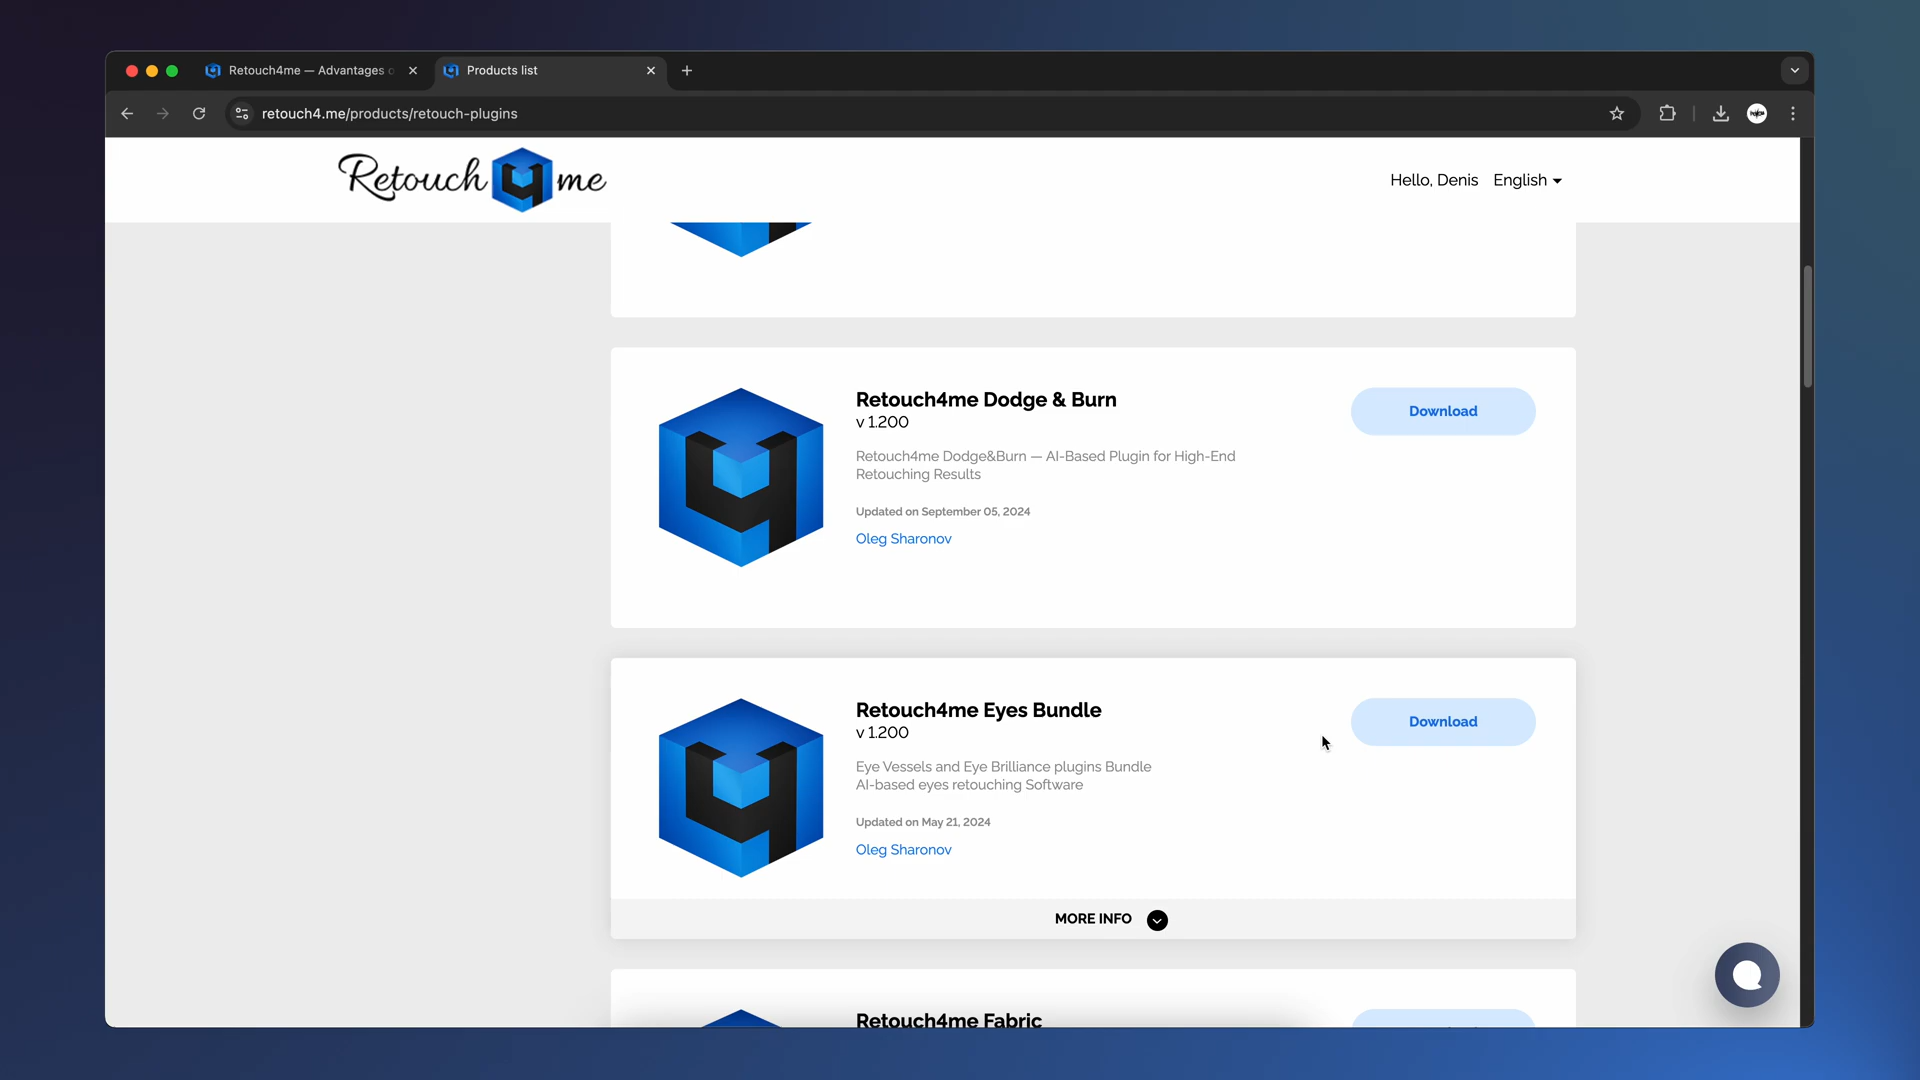 Retouch4me — Advantages o
Products list
retouch4.me/products/retouch-plugins
Retouch4me
Hello, Denis
English
Retouch4me Dodge & Burn
v 1.200
Download
Retouch4me Dodge&Burn — AI-Based Plugin for High-End
Retouching Results
Updated on September 05, 2024
Oleg Sharonov
Retouch4me Eyes Bundle
v 1.200
Download
Eye Vessels and Eye Brilliance plugins Bundle
AI-based eyes retouching Software
Updated on May 21, 2024
Oleg Sharonov
MORE INFO
Retouch4me Fabric